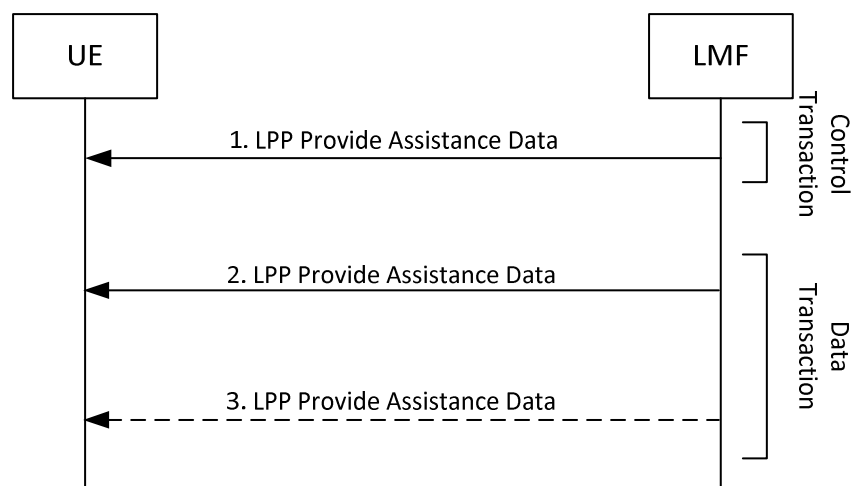 UE
LMF
1. LPP Provide Assistance Data
Control
Transaction
2. LPP Provide Assistance Data
Data
Transaction
3. LPP Provide Assistance Data